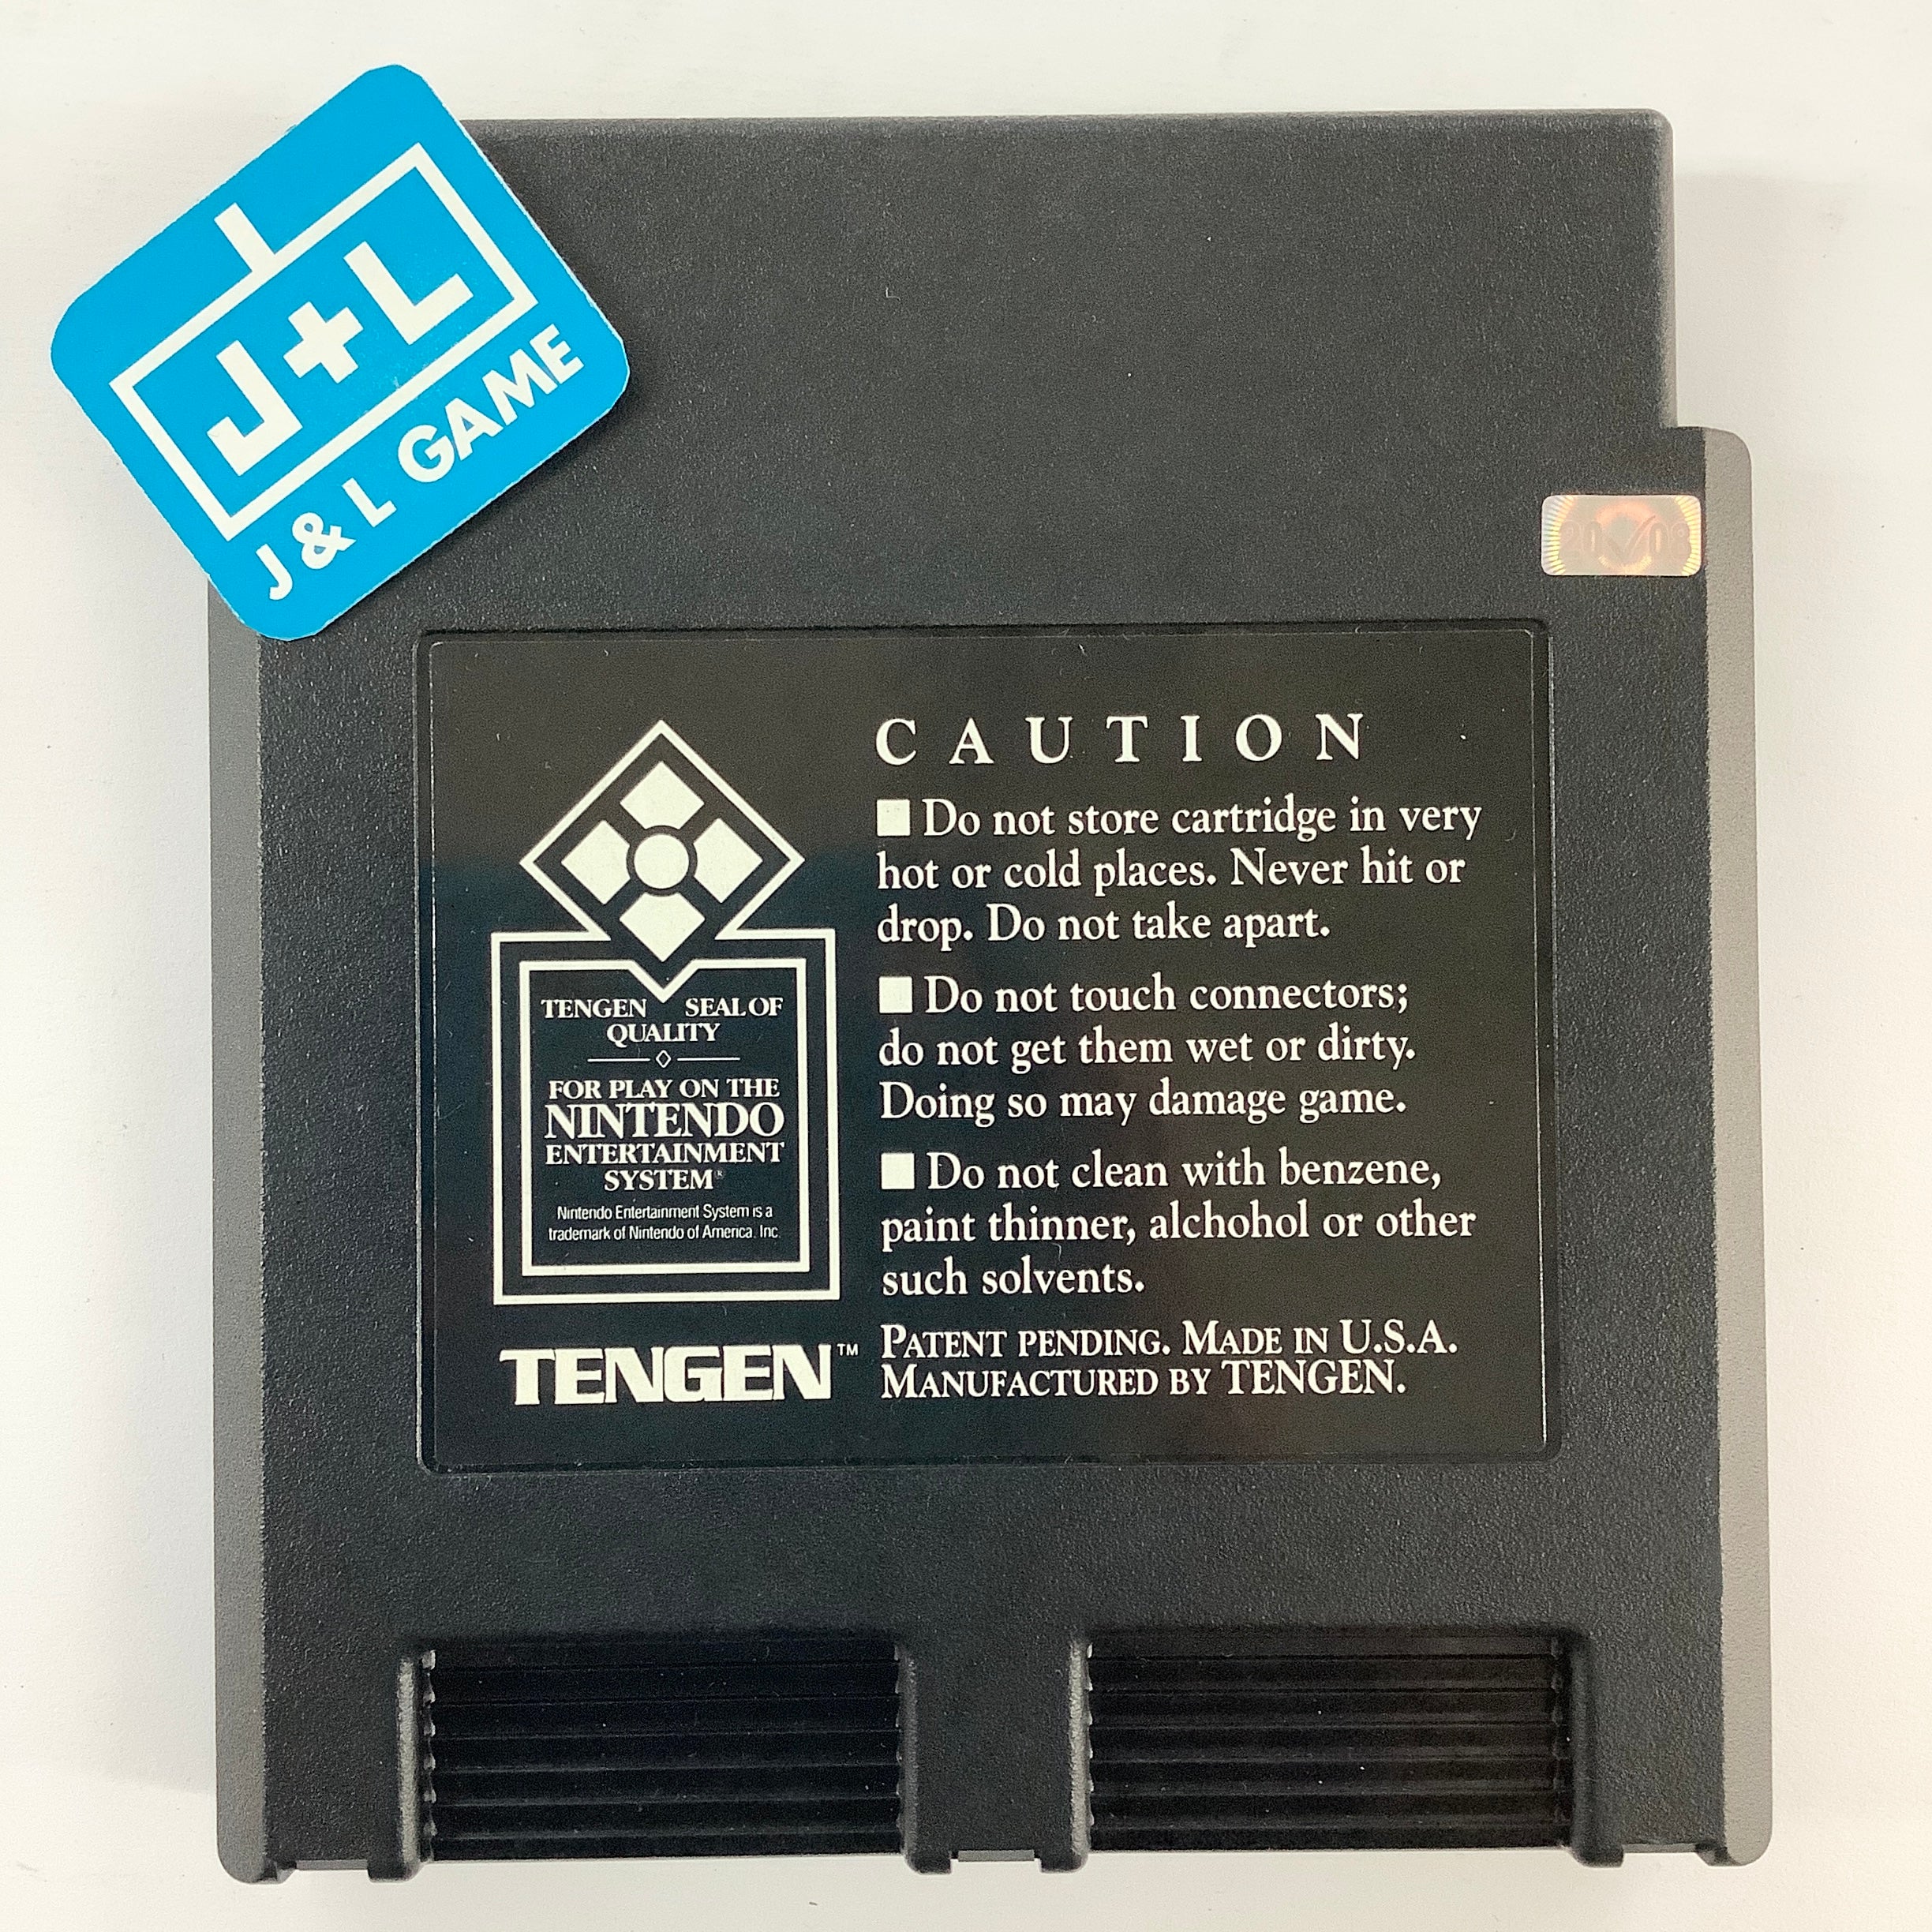 J+L
J & L GAME
CAUTION
Do not store cartridge in very
hot or cold places. Never hit or
drop. Do not take apart.
Do not touch connectors;
do not get them wet or dirty.
Doing so may damage game.
Do not clean with benzene,
paint thinner, alchohol or other
such solvents.
PATENT PENDING. MADE IN U.S.A.
MANUFACTURED BY TENGEN.
TENGEN SEAL OF
QUALITY
FOR PLAY ON THE
NINTENDO
ENTERTAINMENT
SYSTEM®
Nintendo Entertainment System is a
trademark of Nintendo of America. Inc.
TENGEN™